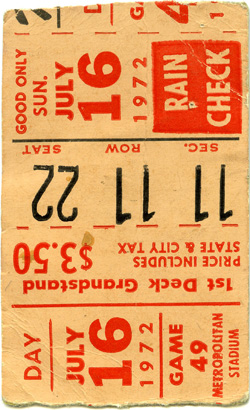 GOOD ONLY
SUN.
JULY
16
1972
RAIN
CHECK
SEC. ROW SEAT
11 11 22
$3.50
PRICE INCLUDES
STATE & CITY TAX
1st Deck Grandstand
DAY
JULY
16
1972
GAME
49
METROPOLITAN
STADIUM